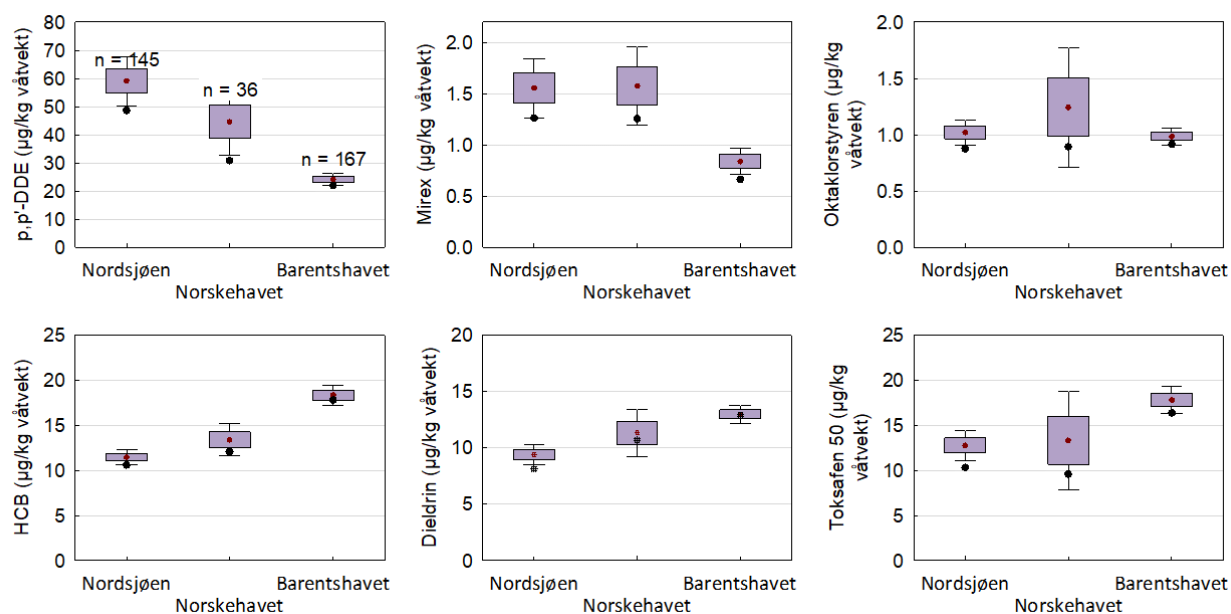 p,p'-DDE (µg/kg våtvekt)
80
70
60
50
40
30
20
10
0
n = 145
n = 36
n = 167
Nordsjøen
Norskehavet
Barentshavet
Mirex (µg/kg våtvekt)
2.0
1.5
1.0
0.5
0.0
Nordsjøen
Norskehavet
Barentshavet
Oktaklorstyren (µg/kg
våtvekt)
2.0
1.5
1.0
0.5
0.0
Nordsjøen
Norskehavet
Barentshavet
HCB (µg/kg våtvekt)
25
20
15
10
5
0
Nordsjøen
Norskehavet
Barentshavet
Dieldrin (µg/kg våtvekt)
20
15
10
5
0
Nordsjøen
Norskehavet
Barentshavet
Toksafen 50 (µg/kg
våtvekt)
25
20
15
10
5
0
Nordsjøen
Norskehavet
Barentshavet